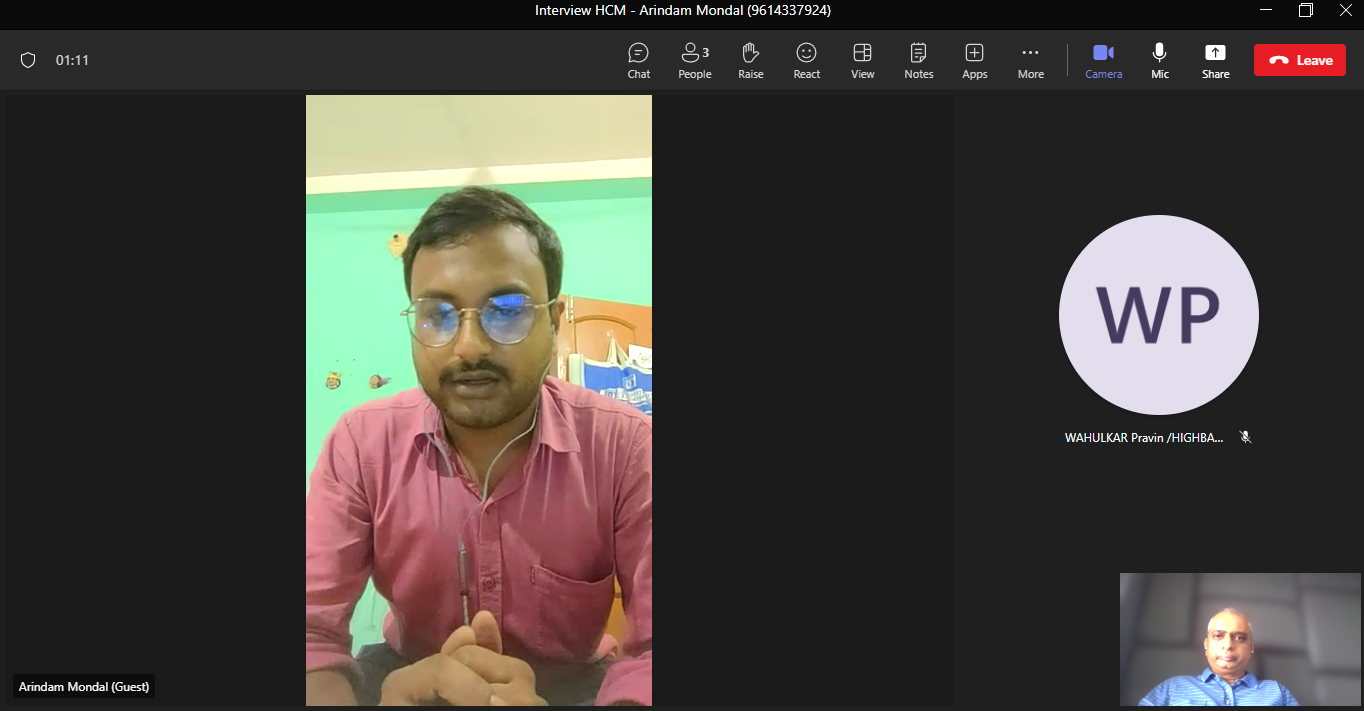 Interview HCM - Arindam Mondal (9614337924)
01:11
Chat
People
3
Raise
React
View
Notes
Apps
More
Camera
Mic
Share
Leave
WP
WAHULKAR Pravin /HIGHBA...
Arindam Mondal (Guest)